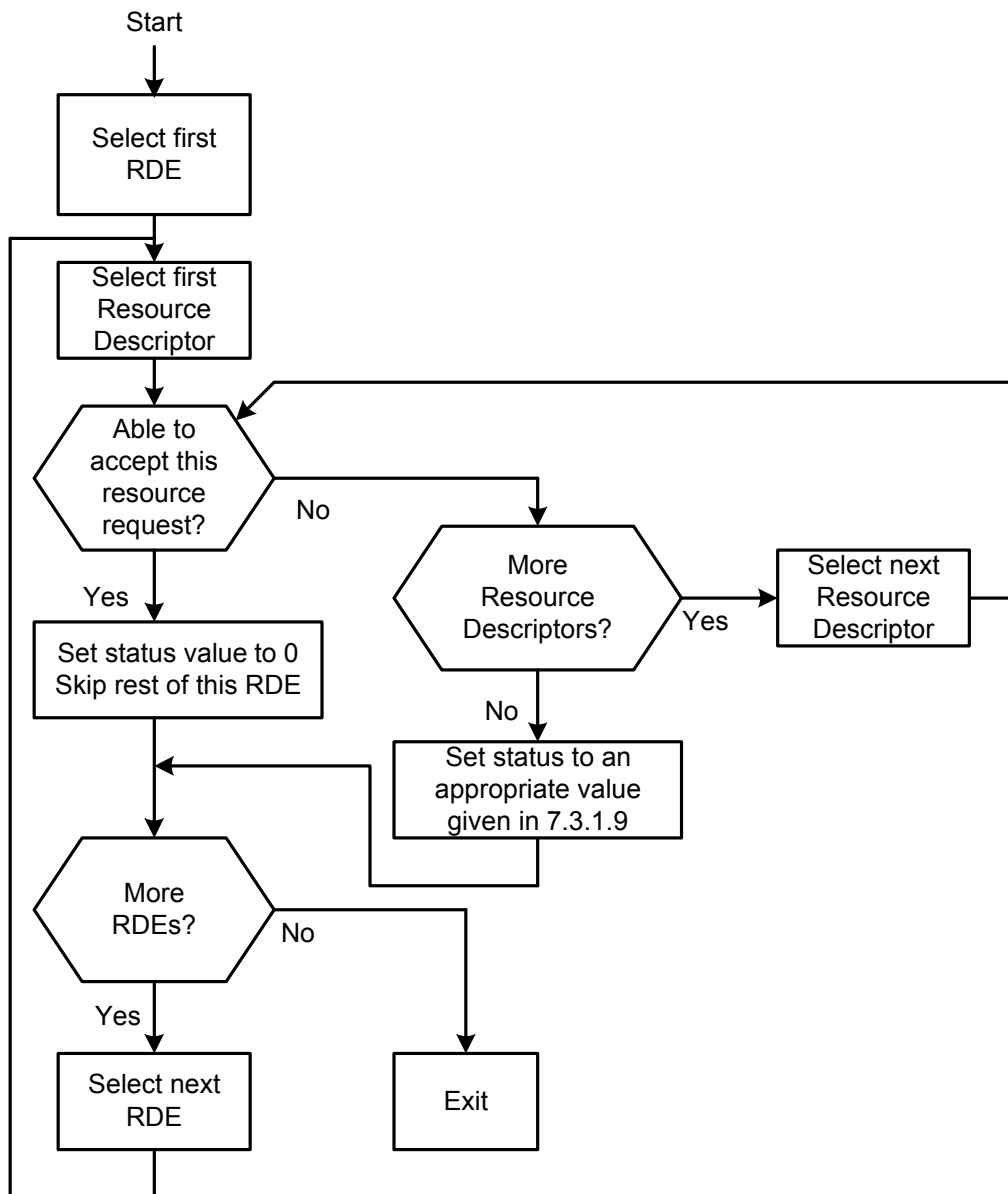 Start
Select first
RDE
Select first
Resource
Descriptor
Able to
accept this
resource
request?
No
Yes
More
Resource
Descriptors?
Yes
Select next
Resource
Descriptor
Set status value to 0
Skip rest of this RDE
No
Set status to an
appropriate value
given in 7.3.1.9
More
RDEs?
No
Yes
Select next
RDE
Exit